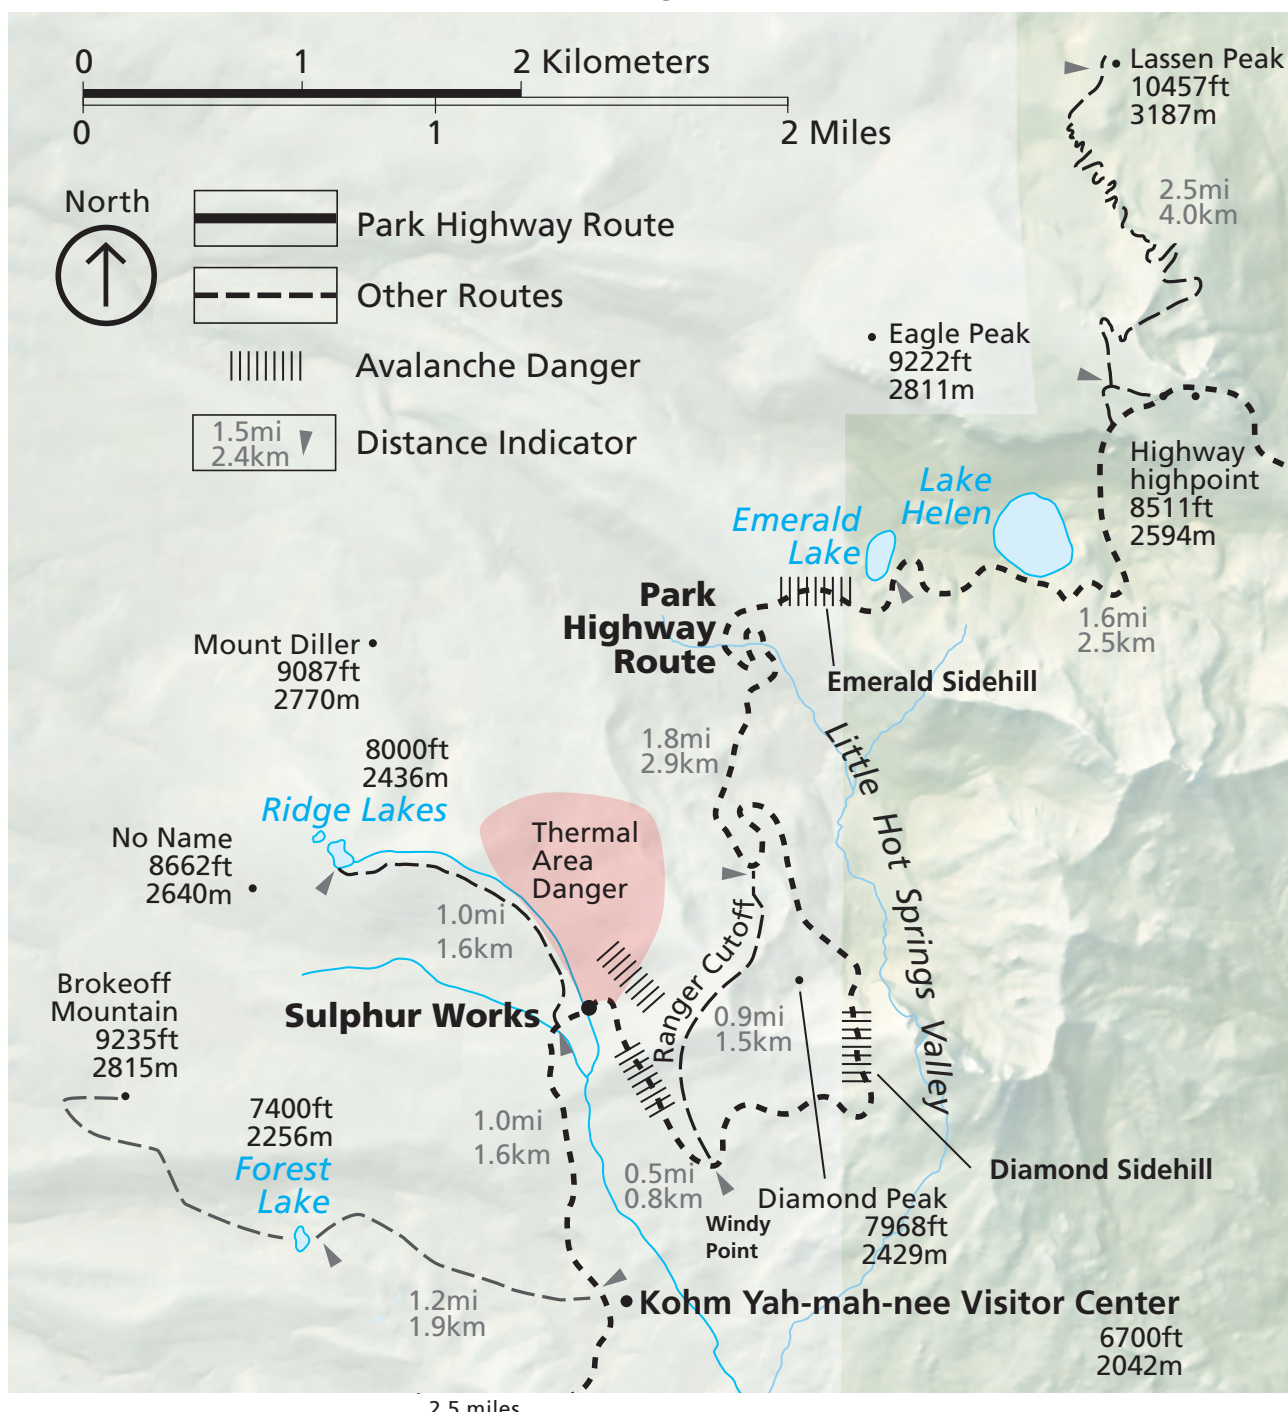 0 1 2 Kilometers
0 1 2 Miles
North
Park Highway Route
Other Routes
Avalanche Danger
1.5mi
2.4km
Distance Indicator
Lassen Peak
10457ft
3187m
2.5mi
4.0km
Eagle Peak
9222ft
2811m
Highway
highpoint
8511ft
2594m
Lake
Helen
Emerald
Lake
Park
Highway
Route
1.6mi
2.5km
Emerald Sidehill
Mount Diller
9087ft
2770m
1.8mi
2.9km
Little Hot Springs Valley
8000ft
2436m
Ridge Lakes
Thermal
Area
Danger
No Name
8662ft
2640m
1.0mi
1.6km
Ranger Cutoff
Brokeoff
Mountain
9235ft
2815m
Sulphur Works
0.9mi
1.5km
7400ft
2256m
Forest
Lake
1.0mi
1.6km
0.5mi
0.8km
Windy
Point
Diamond Sidehill
Diamond Peak
7968ft
2429m
1.2mi
1.9km
Kohm Yah-mah-nee Visitor Center
6700ft
2042m
2.5 miles